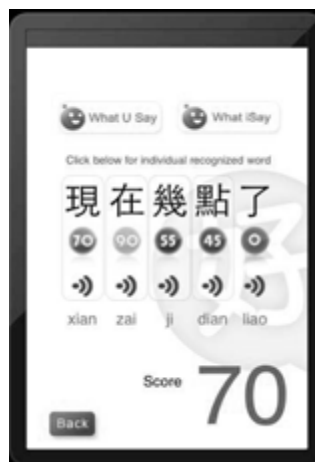 What U Say What iSay
Click below for individual recognized word
現 在 幾 點 了
70 90 55 45 0
xian zai ji dian liao
Score 70
Back